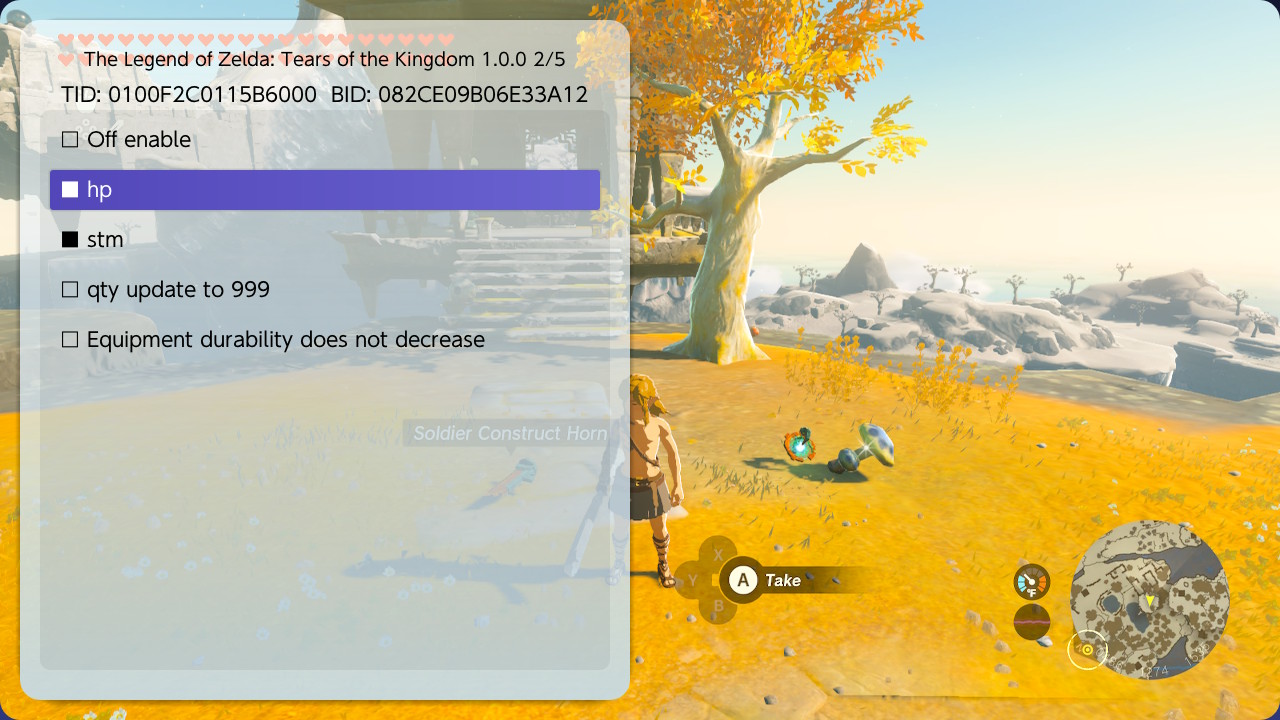 The Legend of Zelda: Tears of the Kingdom 1.0.0 2/5
TID: 0100F2C0115B6000 BID: 082CE09B06E33A12
Off enable
hp
stm
qty update to 999
Equipment durability does not decrease
Soldier Construct Horn
X
Y
A Take
B
°F